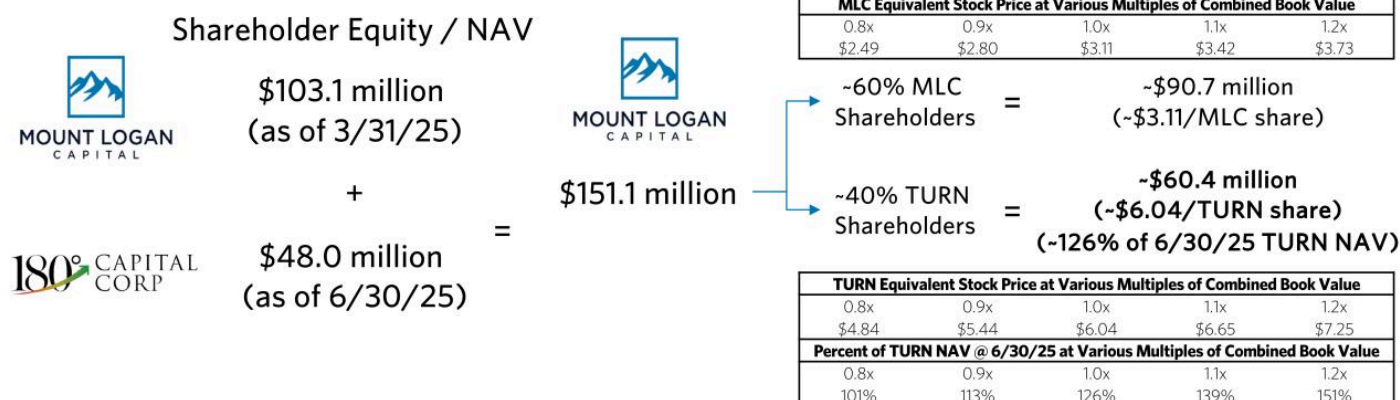 Shareholder Equity / NAV
MOUNT LOGAN
CAPITAL
$103.1 million
(as of 3/31/25)
+
180° CAPITAL
CORP
$48.0 million
(as of 6/30/25)
=
MOUNT LOGAN
CAPITAL
$151.1 million
MLC Equivalent Stock Price at Various Multiples of Combined Book Value
0.8x 0.9x 1.0x 1.1x 1.2x
$2.49 $2.80 $3.11 $3.42 $3.73
~60% MLC
Shareholders
=
~$90.7 million
(~$3.11/MLC share)
~40% TURN
Shareholders
=
~$60.4 million
(~$6.04/TURN share)
(~126% of 6/30/25 TURN NAV)
TURN Equivalent Stock Price at Various Multiples of Combined Book Value
0.8x 0.9x 1.0x 1.1x 1.2x
$4.84 $5.44 $6.04 $6.65 $7.25
Percent of TURN NAV @ 6/30/25 at Various Multiples of Combined Book Value
0.8x 0.9x 1.0x 1.1x 1.2x
101% 113% 126% 139% 151%